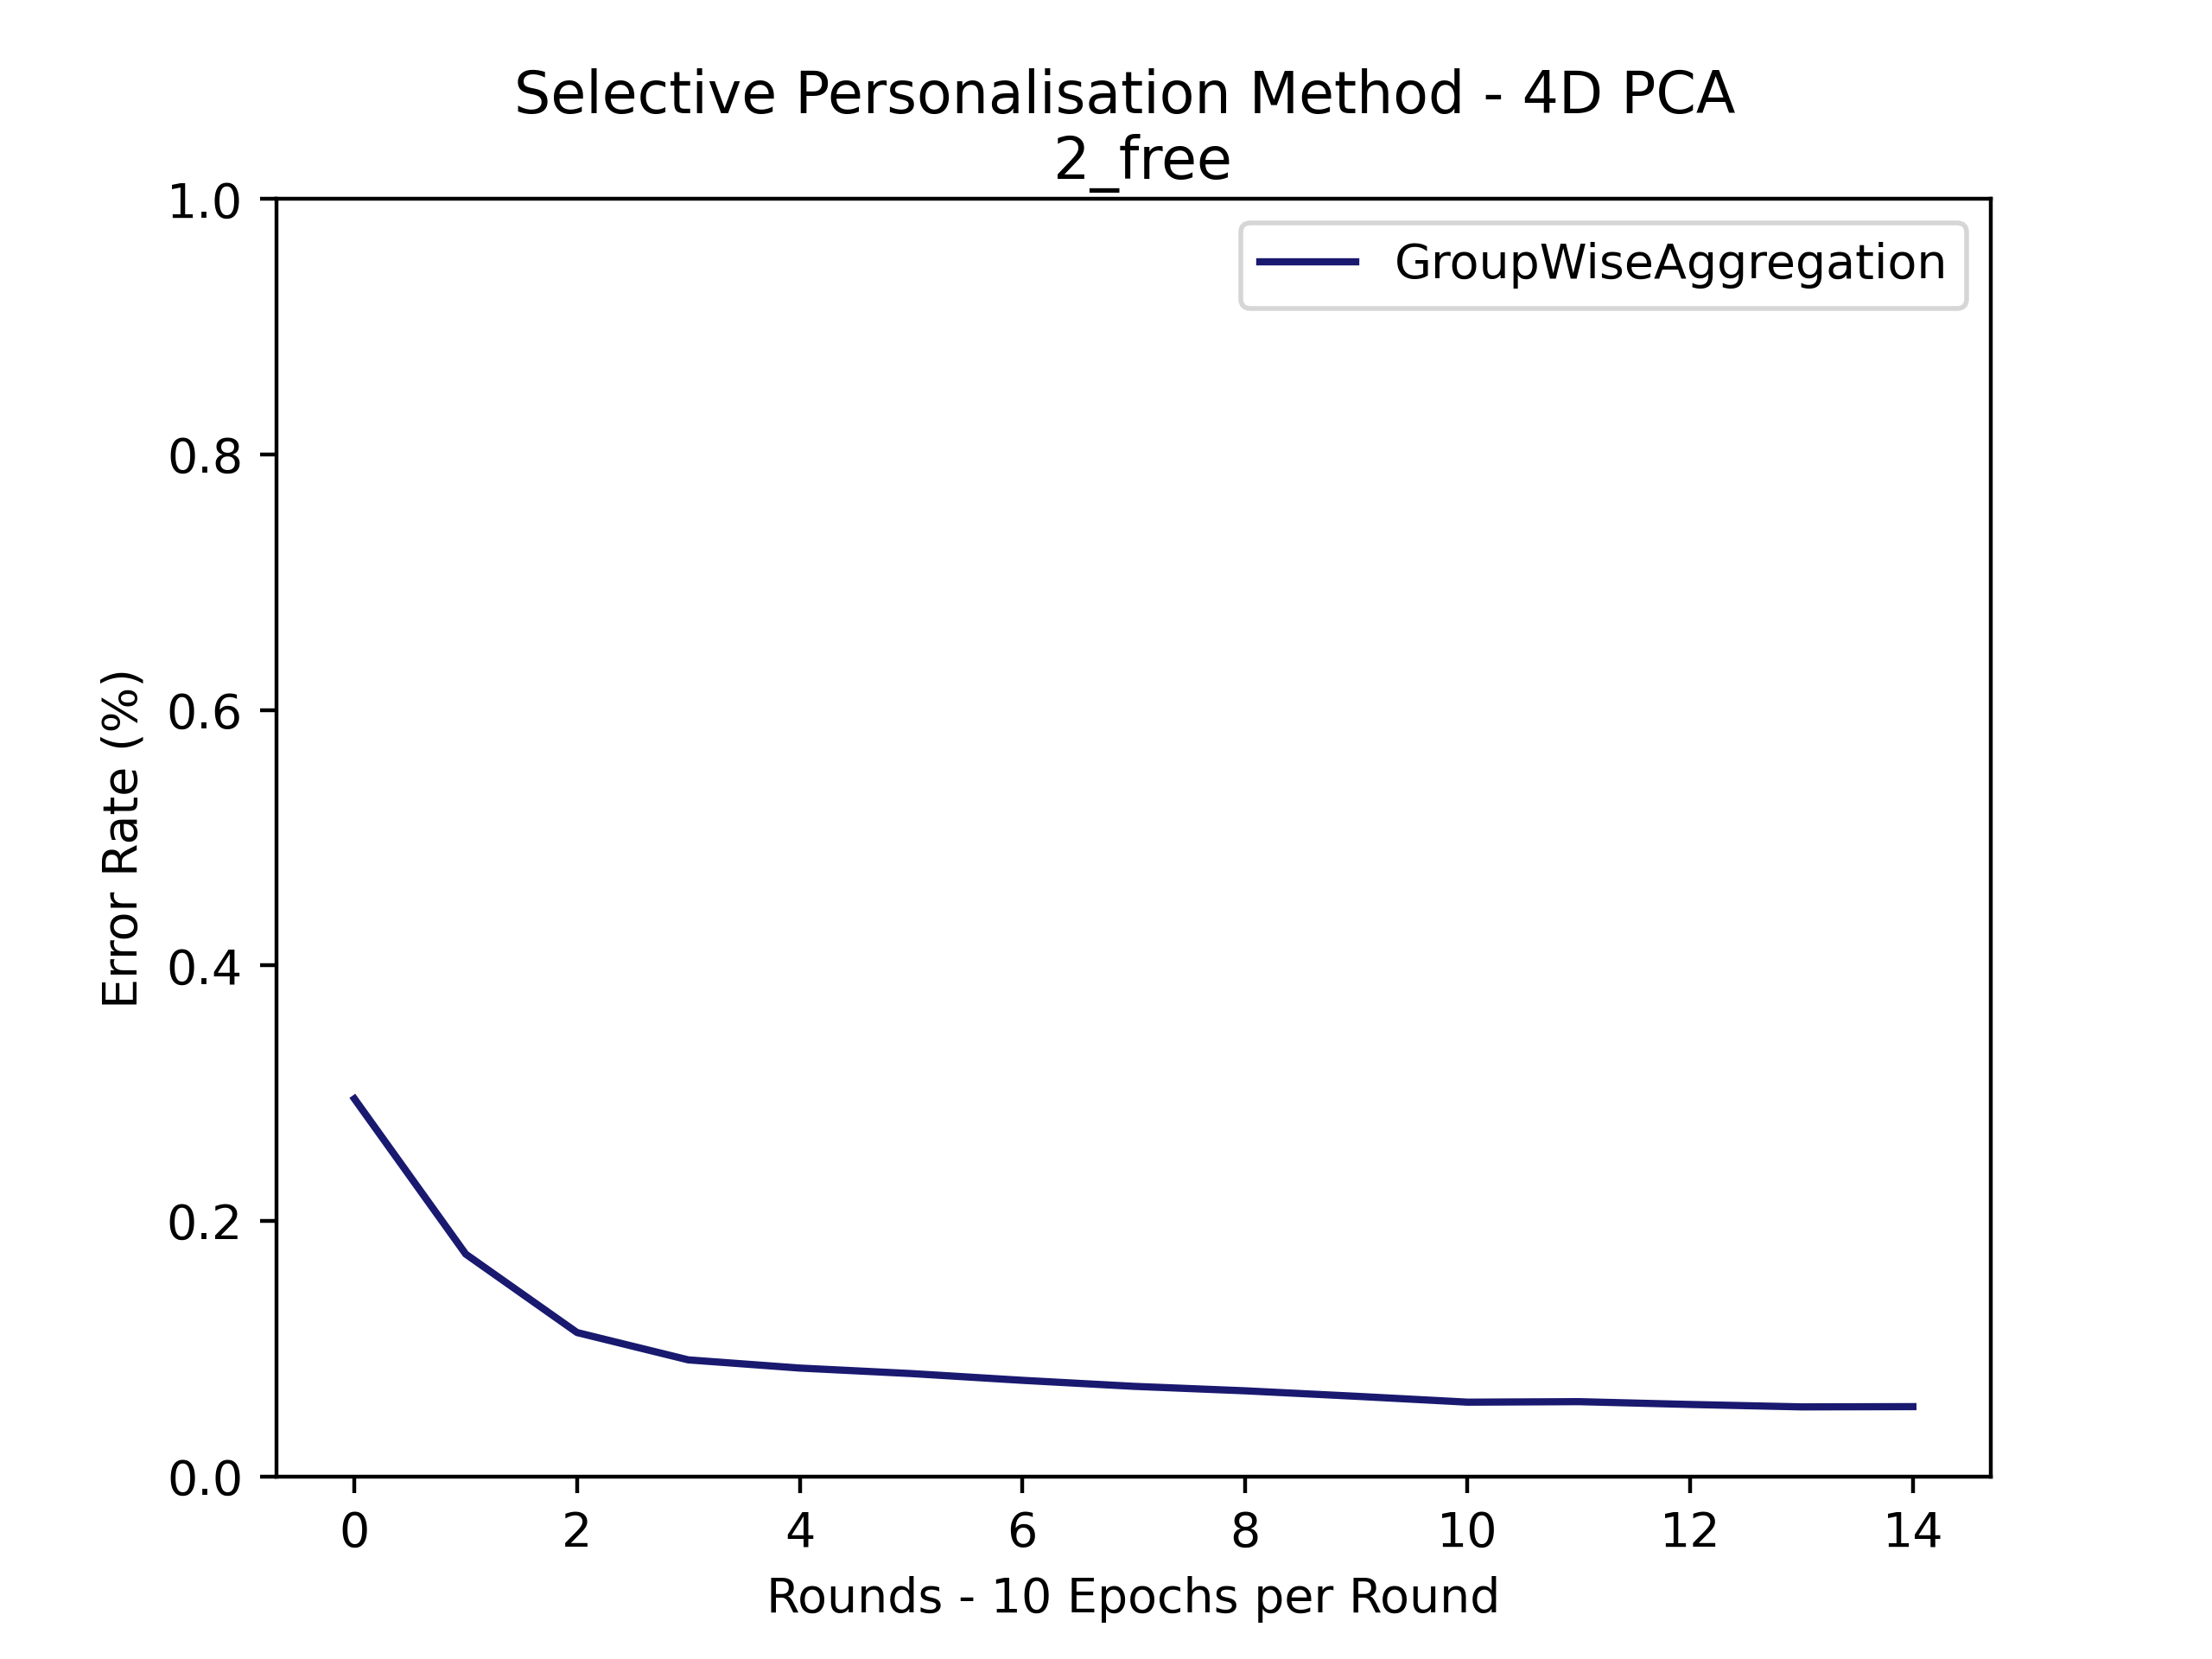 Selective Personalisation Method - 4D PCA
2_free
GroupWiseAggregation
1.0
0.8
0.6
0.4
0.2
0.0
Error Rate (%)
0 2 4 6 8 10 12 14
Rounds - 10 Epochs per Round